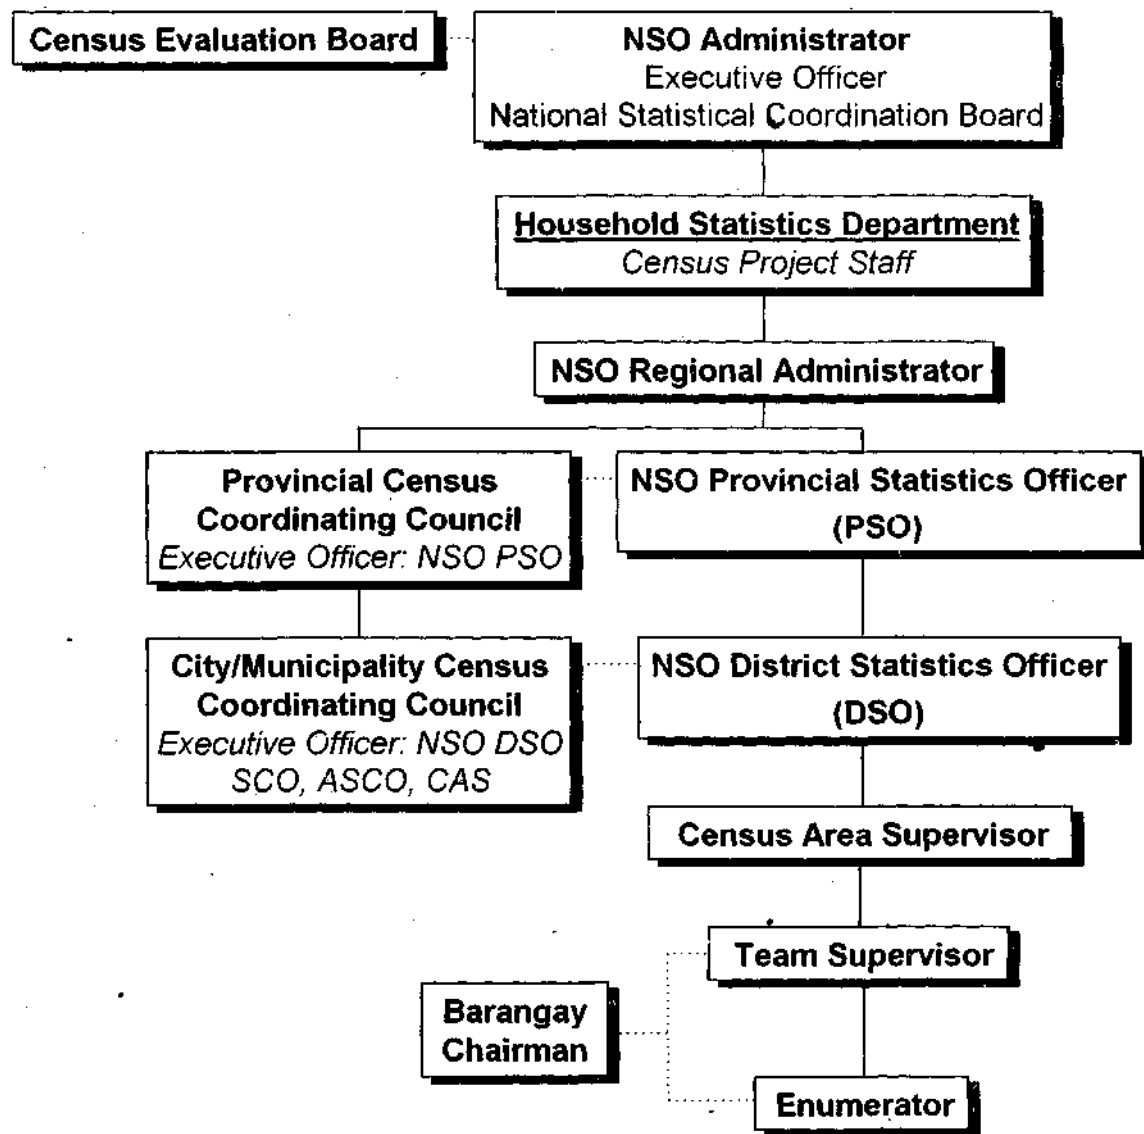 Census Evaluation Board
NSO Administrator
Executive Officer
National Statistical Coordination Board
Household Statistics Department
Census Project Staff
NSO Regional Administrator
Provincial Census
Coordinating Council
Executive Officer: NSO PSO
NSO Provincial Statistics Officer
(PSO)
City/Municipality Census
Coordinating Council
Executive Officer: NSO DSO
SCO, ASCO, CAS
NSO District Statistics Officer
(DSO)
Census Area Supervisor
Team Supervisor
Barangay
Chairman
Enumerator